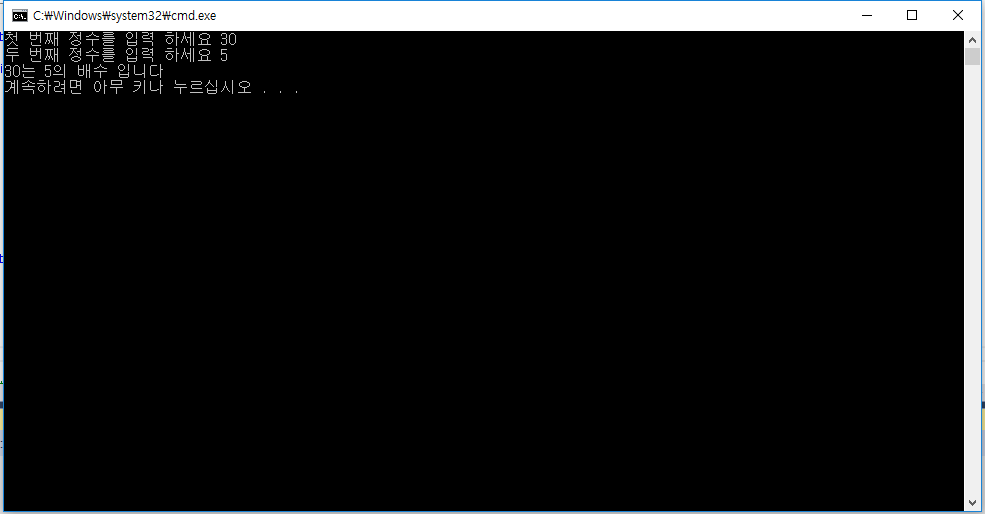 C:₩Windows₩system32₩cmd.exe
첫 번째 정수를 입력 하세요 30
두 번째 정수를 입력 하세요 5
30는 5의 배수 입니다
계속하려면 아무 키나 누르십시오 . . .